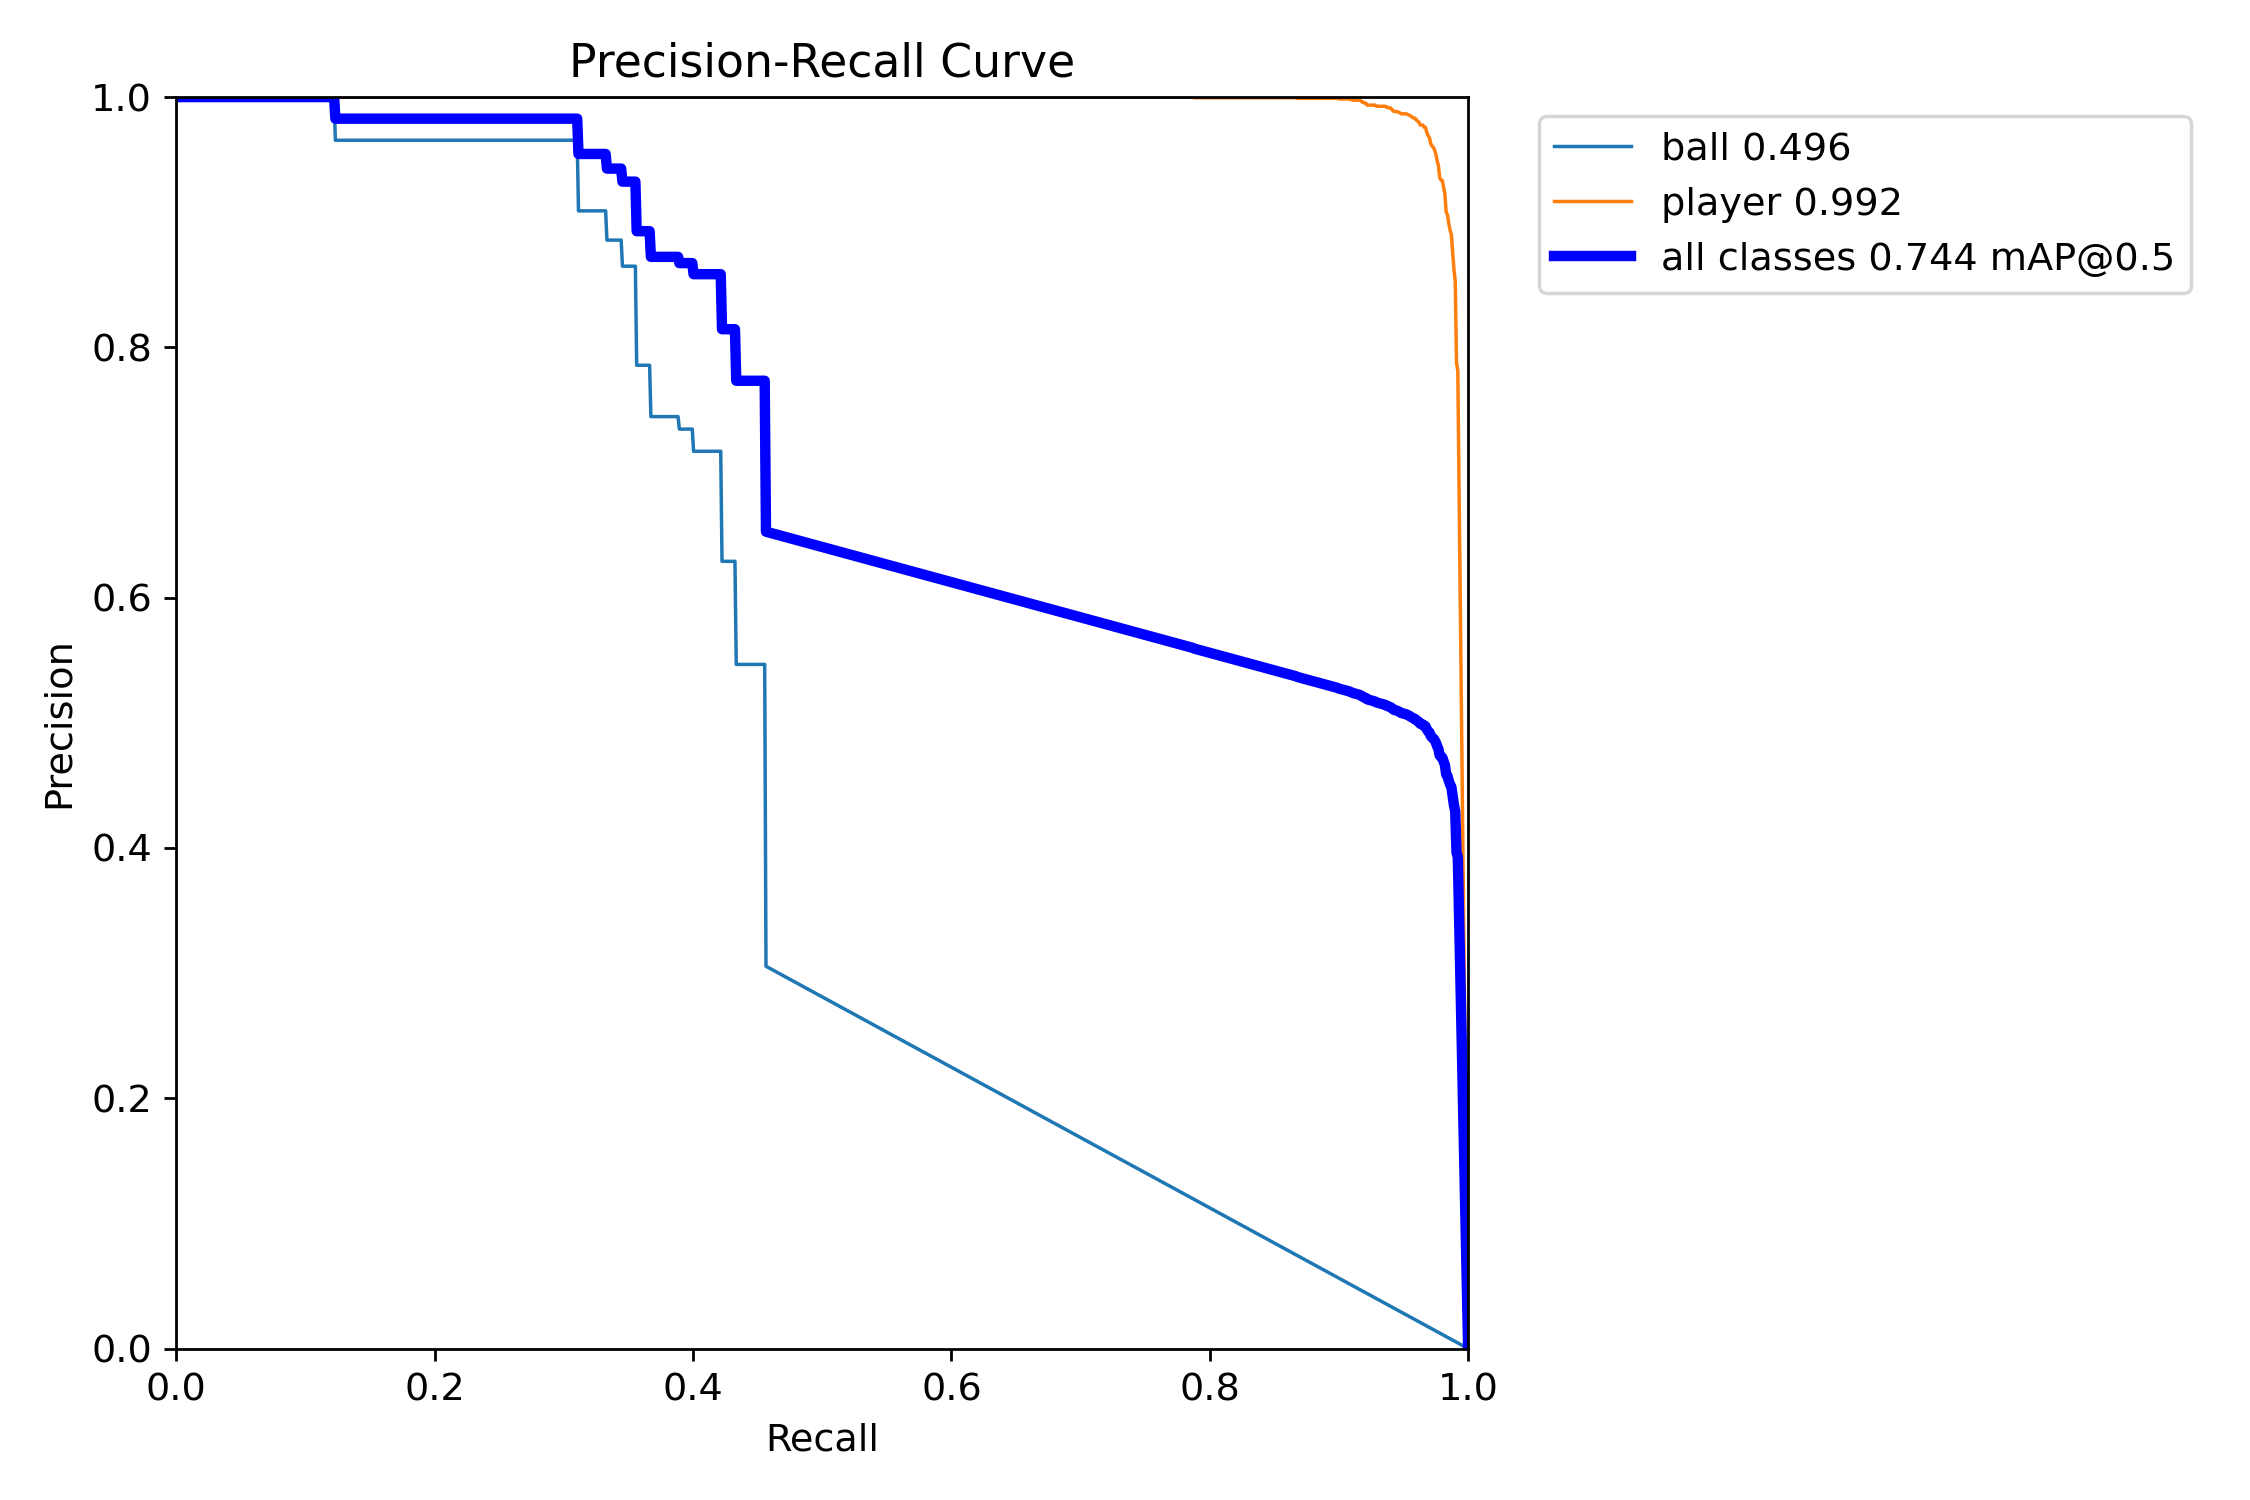 Precision-Recall Curve
1.0
0.8
0.6
0.4
0.2
0.0
Precision
0.0 0.2 0.4 0.6 0.8 1.0
Recall
ball 0.496
player 0.992
all classes 0.744 mAP@0.5